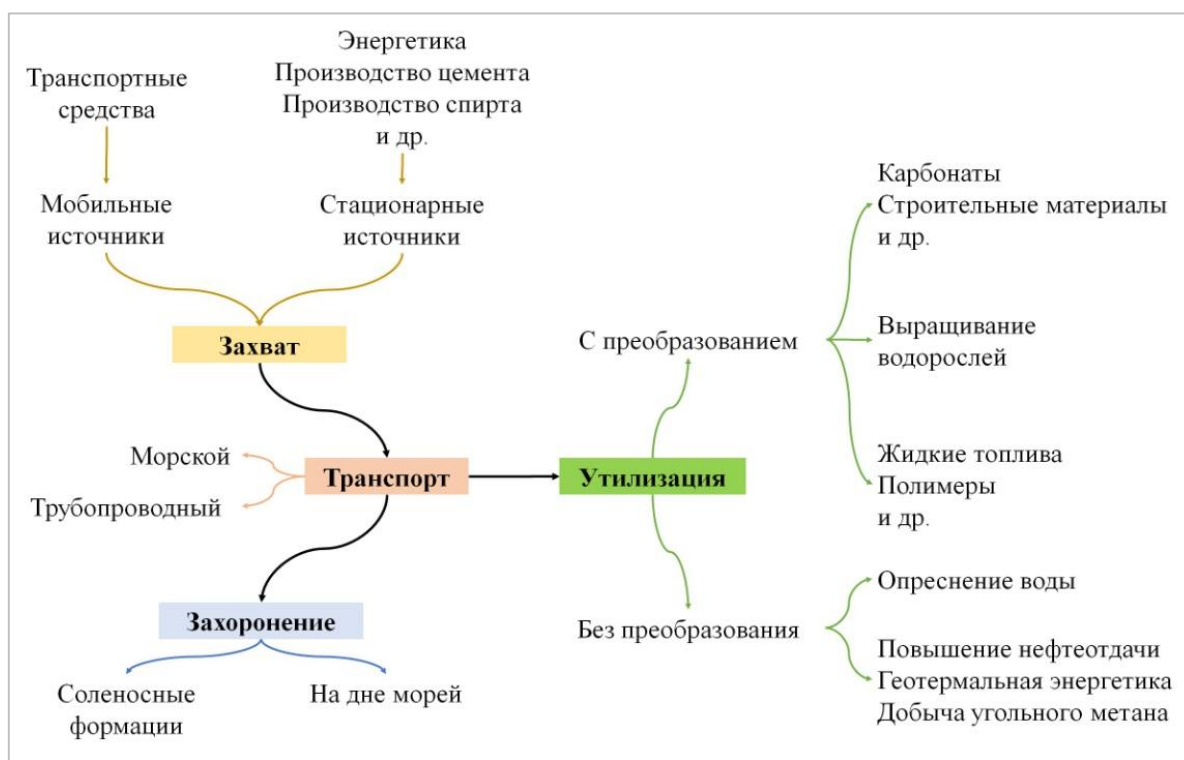 Транспортные
средства
Энергетика
Производство цемента
Производство спирта
и др.
Мобильные
источники
Стационарные
источники
Захват
Морской
Трубопроводный
Транспорт
Захоронение
Соленосные
формации
На дне морей
Утилизация
С преобразованием
Карбонаты
Строительные материалы
и др.
Выращивание
водорослей
Жидкие топлива
Полимеры
и др.
Без преобразования
Опреснение воды
Повышение нефтеотдачи
Геотермальная энергетика
Добыча угольного метана